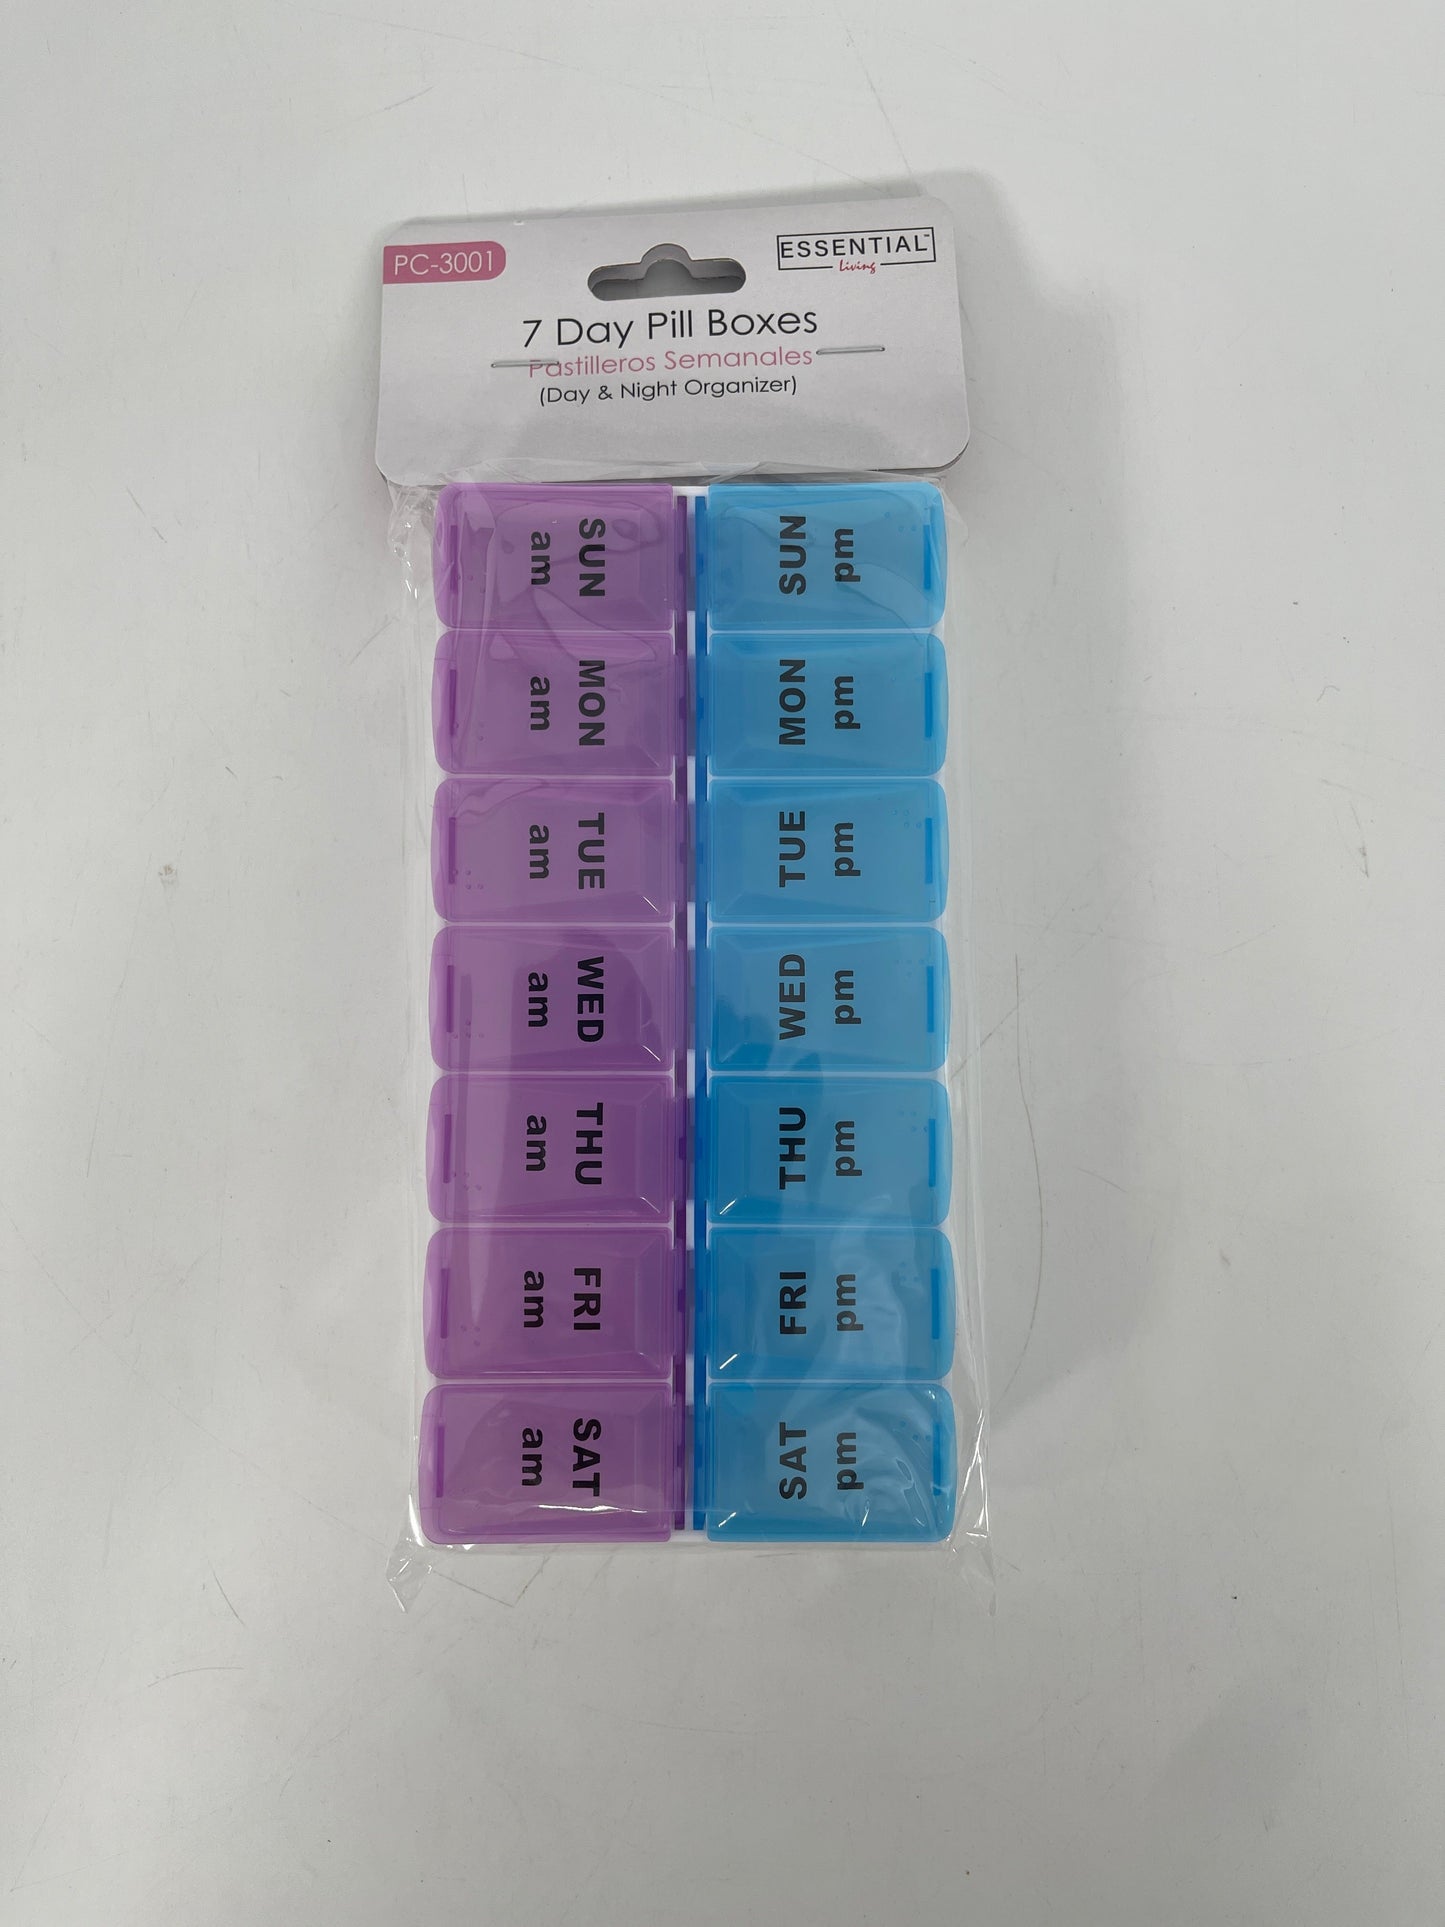 PC-3001
ESSENTIAL™
Living
7 Day Pill Boxes
Pastilleros Semanales
(Day & Night Organizer)
SUN
am
SUN
pm
MON
am
MON
pm
TUE
am
TUE
pm
WED
am
WED
pm
THU
am
THU
pm
FRI
am
FRI
pm
SAT
am
SAT
pm